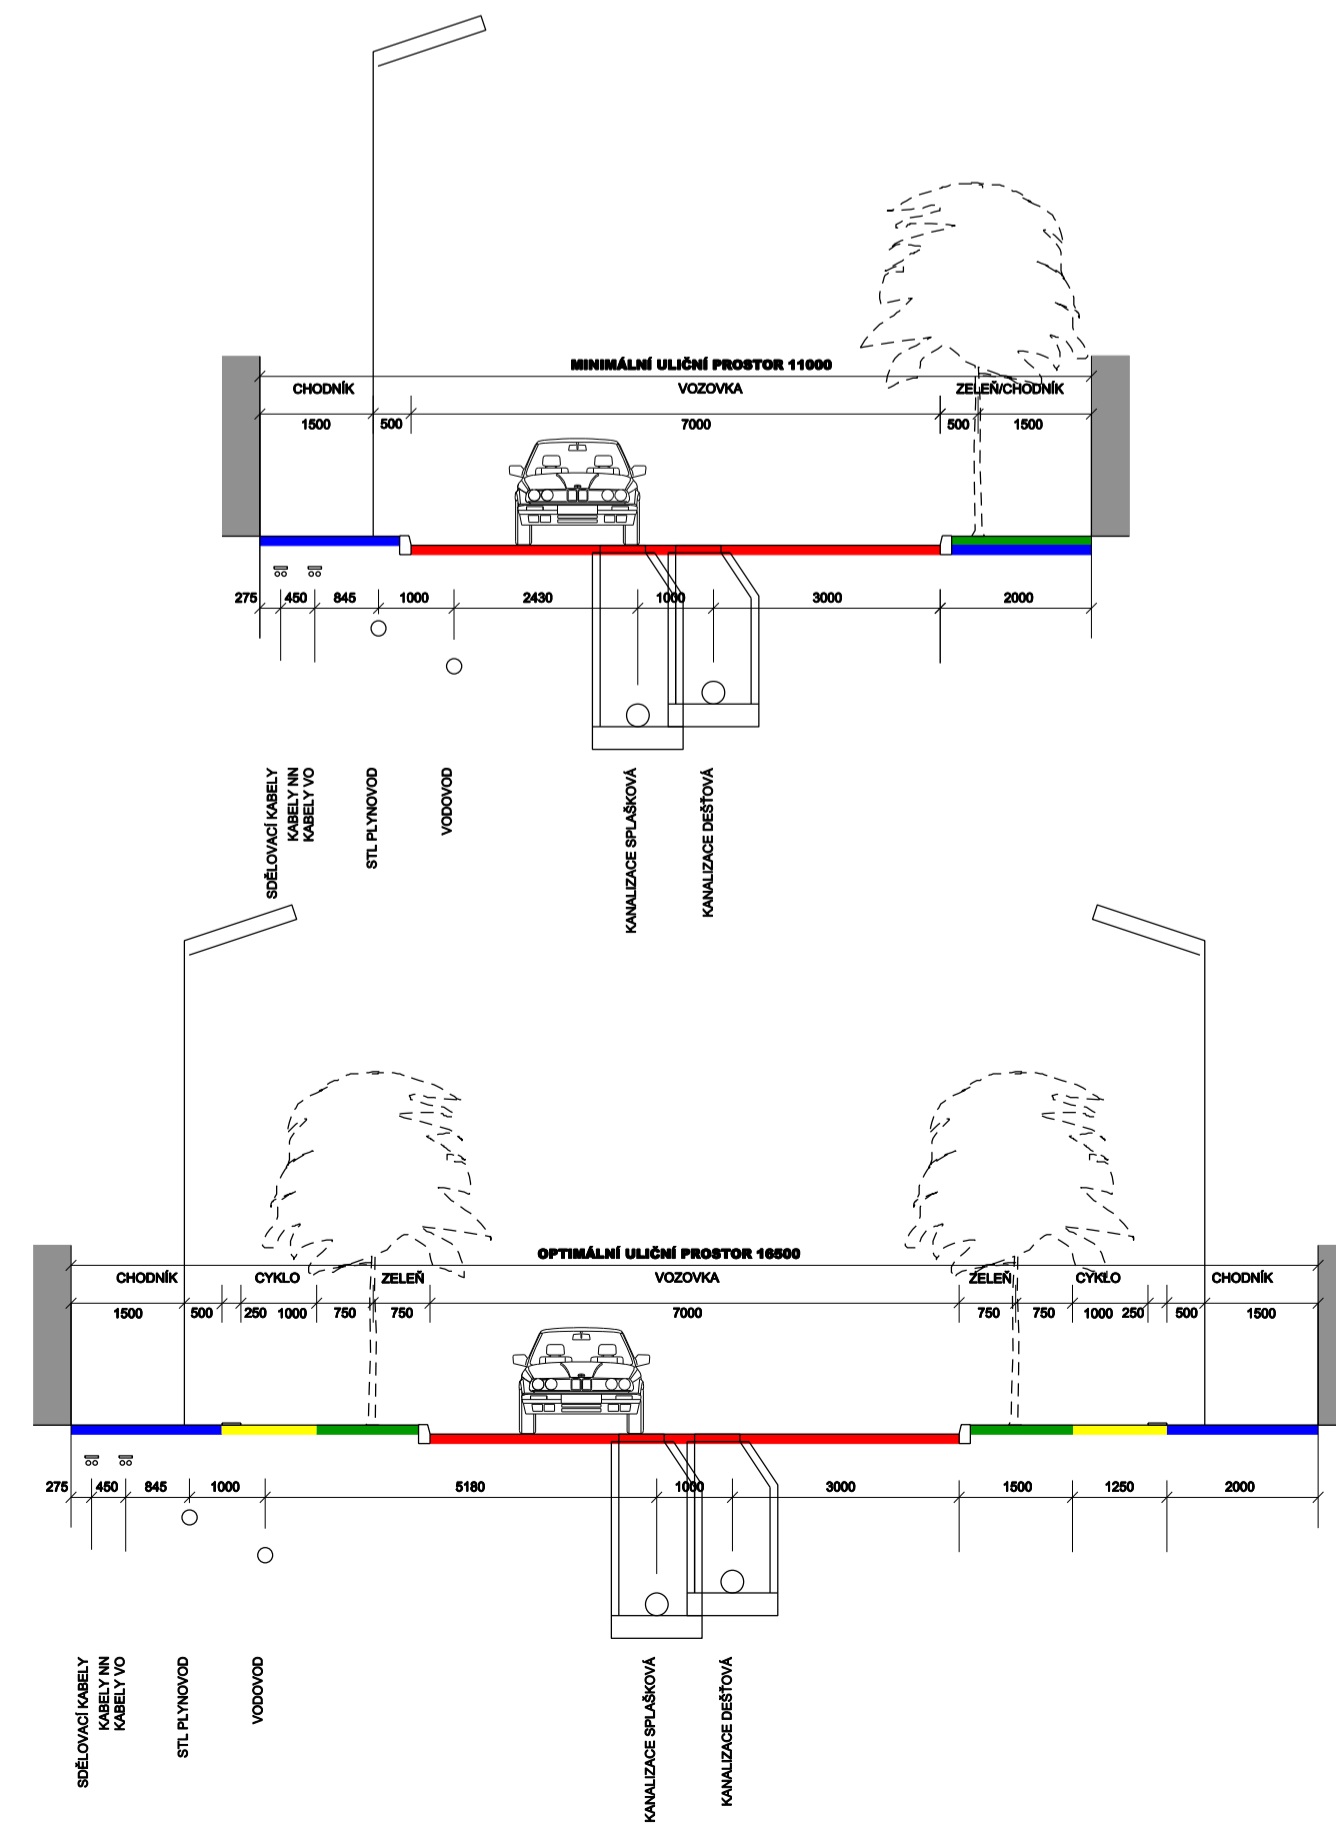 MINIMÁLNÍ ULIČNÍ PROSTOR 11000
CHODNÍK VOZOVKA ZELEŇ/CHODNÍK
1500 500 7000 500 1500
275 450 845 1000 2430 1000 3000 2000
SDĚLOVACÍ KABELY
KABELY NN
KABELY VO
STL PLYNOVOD
VODOVOD
KANALIZACE SPLAŠKOVÁ
KANALIZACE DEŠŤOVÁ
OPTIMÁLNÍ ULIČNÍ PROSTOR 16500
CHODNÍK CYKLO ZELEŇ VOZOVKA ZELEŇ CYKLO CHODNÍK
1500 500 250 1000 750 750 7000 750 750 1000 250 500 1500
275 450 845 1000 5180 1000 3000 1500 1250 2000
SDĚLOVACÍ KABELY
KABELY NN
KABELY VO
STL PLYNOVOD
VODOVOD
KANALIZACE SPLAŠKOVÁ
KANALIZACE DEŠŤOVÁ